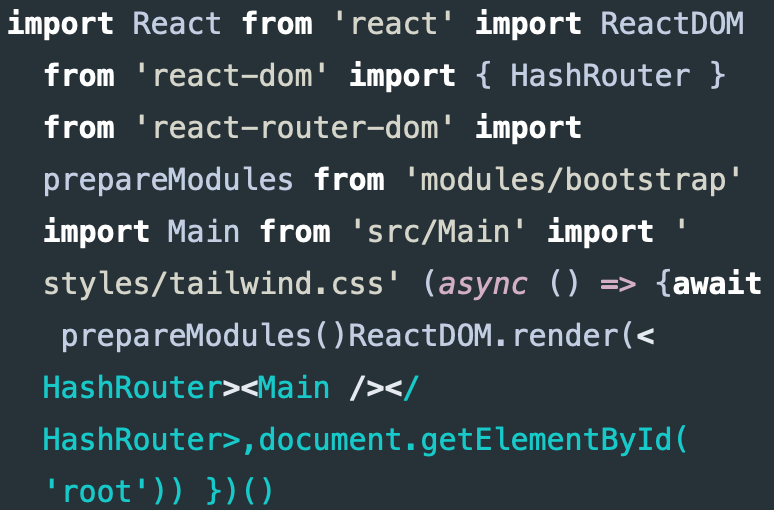 import React from 'react' import ReactDOM
from 'react-dom' import { HashRouter }
from 'react-router-dom' import
prepareModules from 'modules/bootstrap'
import Main from 'src/Main' import '
styles/tailwind.css' (async () => {await
prepareModules()ReactDOM.render(<
HashRouter><Main /></
HashRouter>,document.getElementById(
'root')) })()